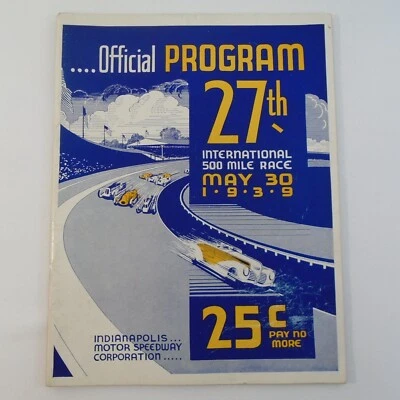 ....Official PROGRAM
27th
INTERNATIONAL
500 MILE RACE
MAY 30
1•9•3•9
25c PAY NO
MORE
INDIANAPOLIS...
MOTOR SPEEDWAY
CORPORATION.....